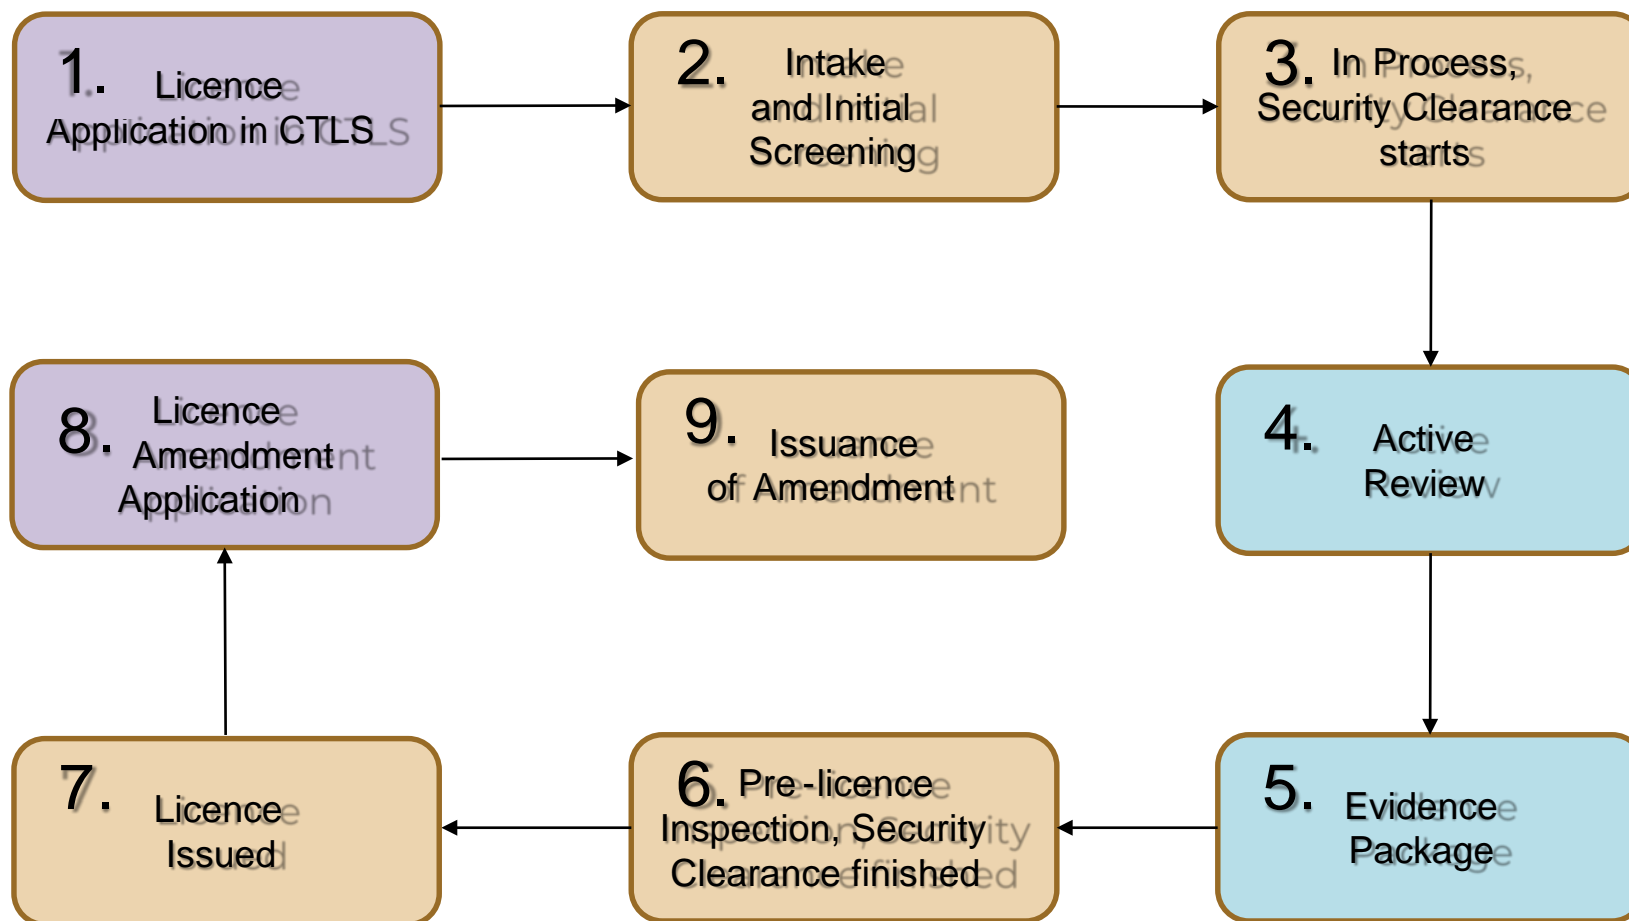 1. Licence
Application in CTLS
2. Intake
and Initial
Screening
3. In Process,
Security Clearance
starts
4. Active
Review
5. Evidence
Package
6. Pre-licence
Inspection, Security
Clearance finished
7. Licence
Issued
8. Licence
Amendment
Application
9. Issuance
of Amendment